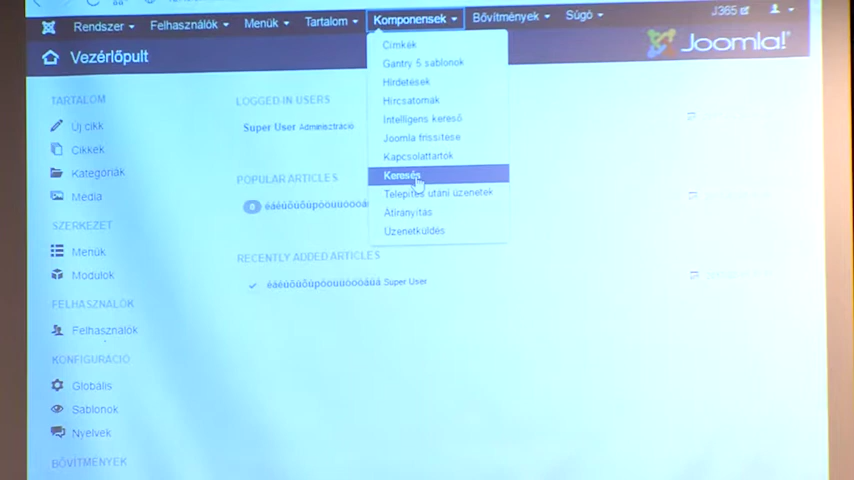 Rendszer Felhasználók Menük Tartalom Komponensek Bővítmények Súgó J365
Vezérlőpult
Joomla!
Címkék
Gantry 5 sablonok
Hirdetések
Hírcsatornák
Intelligens kereső
Joomla frissítése
Kapcsolattartók
Keresés
Telepítés utáni üzenetek
Átirányítás
Üzenetküldés
TARTALOM
Új cikk
Cikkek
Kategóriák
Média
SZERKEZET
Menük
Modulok
FELHASZNÁLÓK
Felhasználók
KONFIGURÁCIÓ
Globális
Sablonok
Nyelvek
BŐVÍTMÉNYEK
LOGGED-IN USERS
Super User Adminisztráció
POPULAR ARTICLES
0
RECENTLY ADDED ARTICLES
Super User